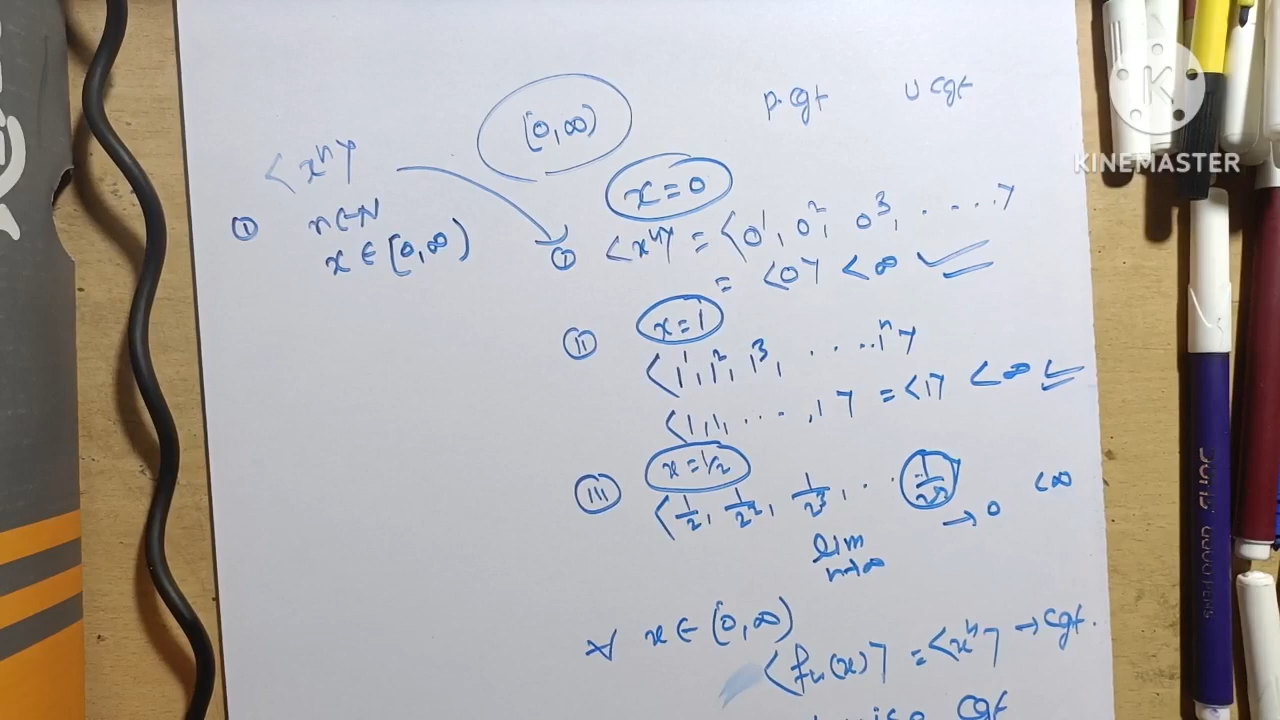 [0,∞)
p. cgt
U cgt
KINEMASTER
<xⁿ>
① n∈N
x ∈ [0,∞)
x=0
① <xⁿ> = <0¹, 0², 0³, ....>
= <0> < ∞ ✓
ⓘⓘ x=1
<1¹, 1², 1³, .....1ⁿ>
<1, 1, ...., 1> = <1> < ∞ ✓
ⓘⓘⓘ x=1/2
<1/2, 1/2², 1/2³, ... 1/2ⁿ → 0 <∞
lim
n→∞
∀ x ∈ [0,∞)
<fₙ(x)> = <xⁿ> → cgt.
cgt